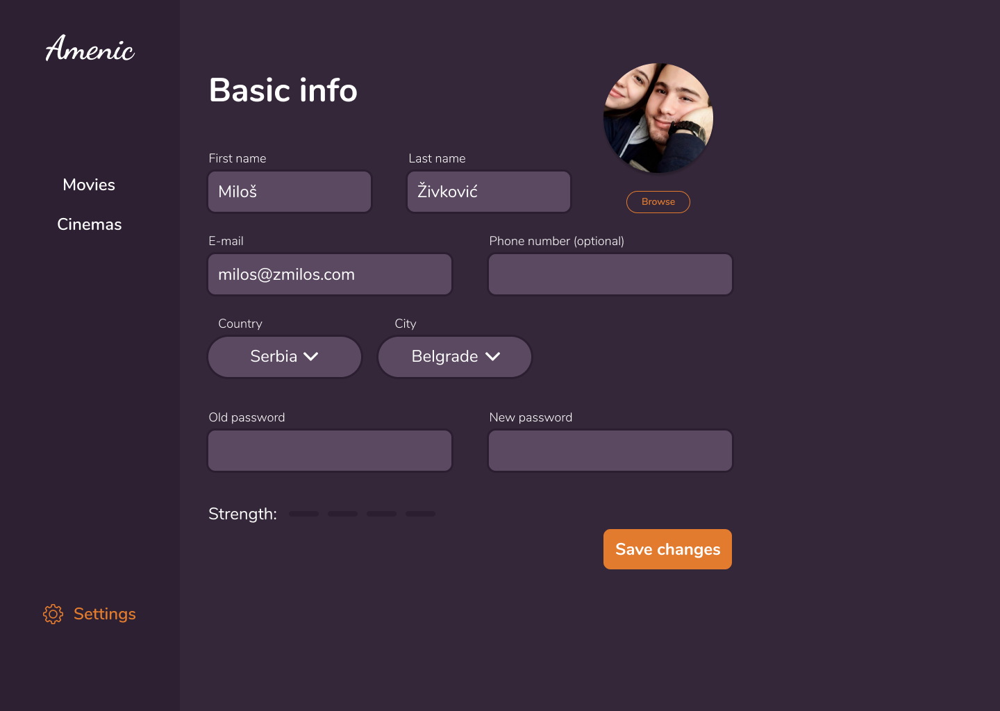 Amenic
Movies
Cinemas
Settings
Basic info
Browse
First name
Last name
Miloš
Živković
E-mail
Phone number (optional)
milos@zmilos.com
Country
City
Serbia
Belgrade
Old password
New password
Strength:
Save changes